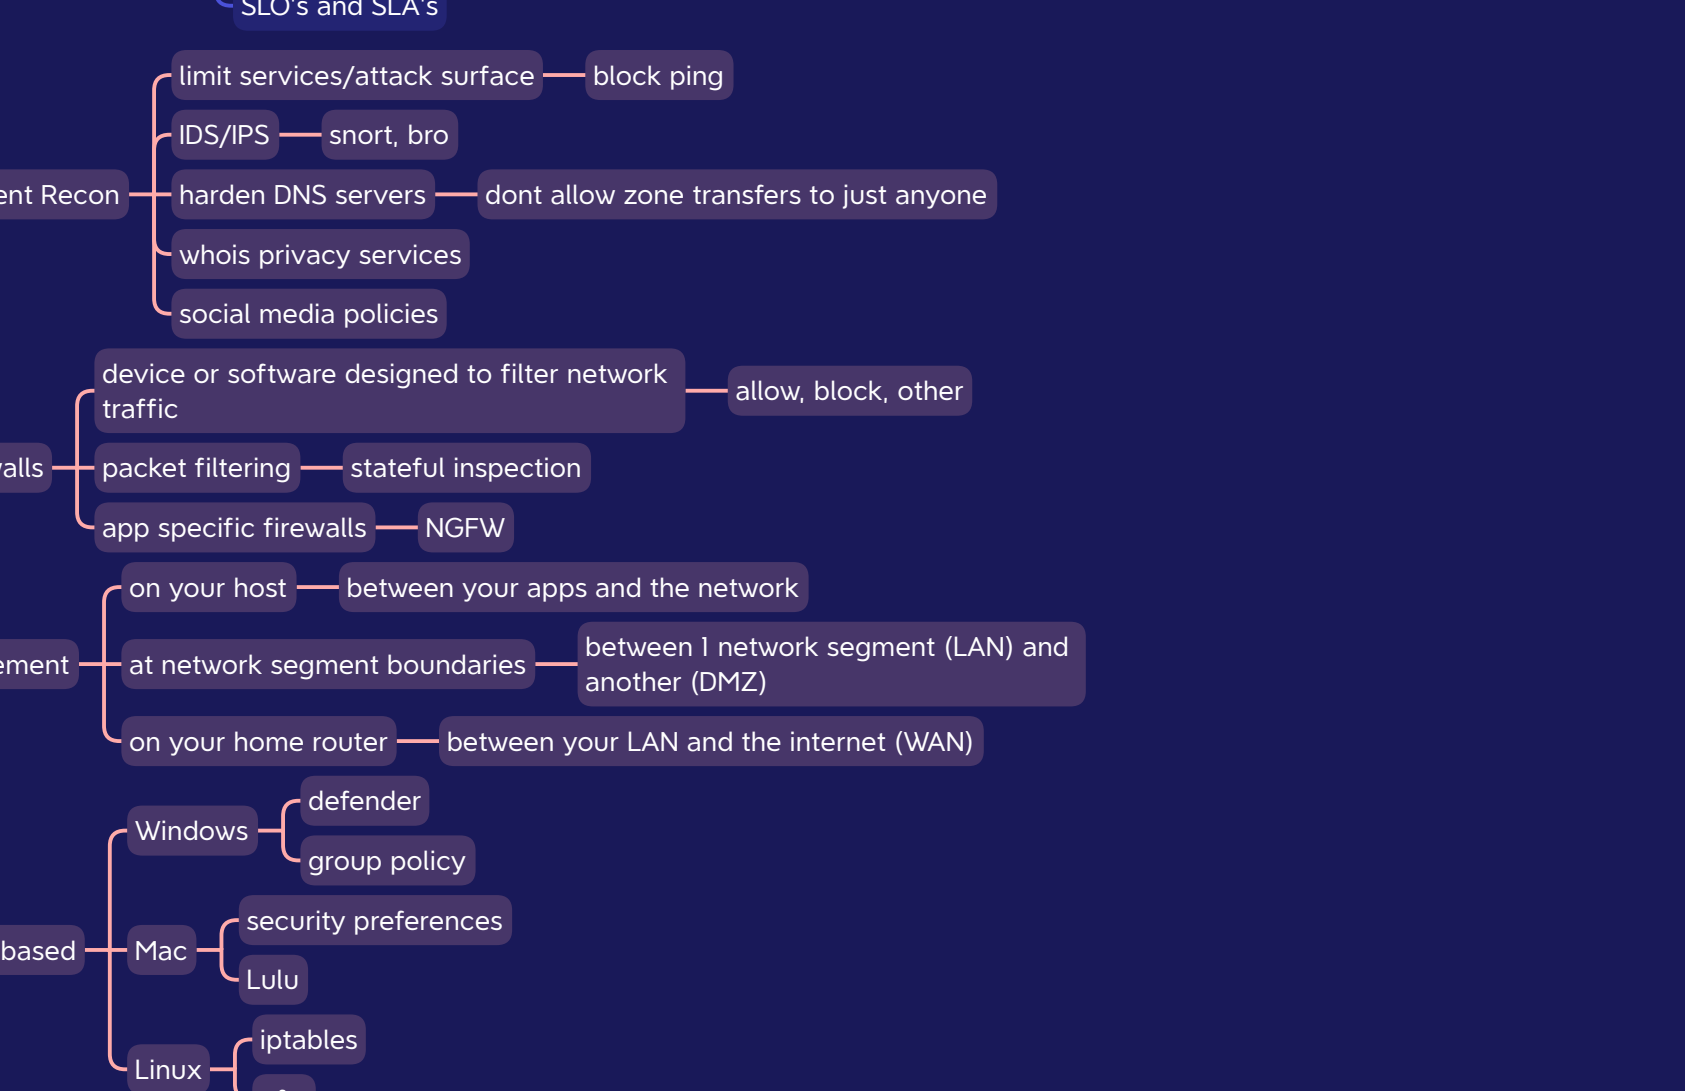 SLO's and SLA's
limit services/attack surface
block ping
IDS/IPS
snort, bro
ent Recon
harden DNS servers
dont allow zone transfers to just anyone
whois privacy services
social media policies
device or software designed to filter network
traffic
allow, block, other
alls
packet filtering
stateful inspection
app specific firewalls
NGFW
on your host
between your apps and the network
ement
at network segment boundaries
between 1 network segment (LAN) and
another (DMZ)
on your home router
between your LAN and the internet (WAN)
defender
Windows
group policy
security preferences
based
Mac
Lulu
iptables
Linux